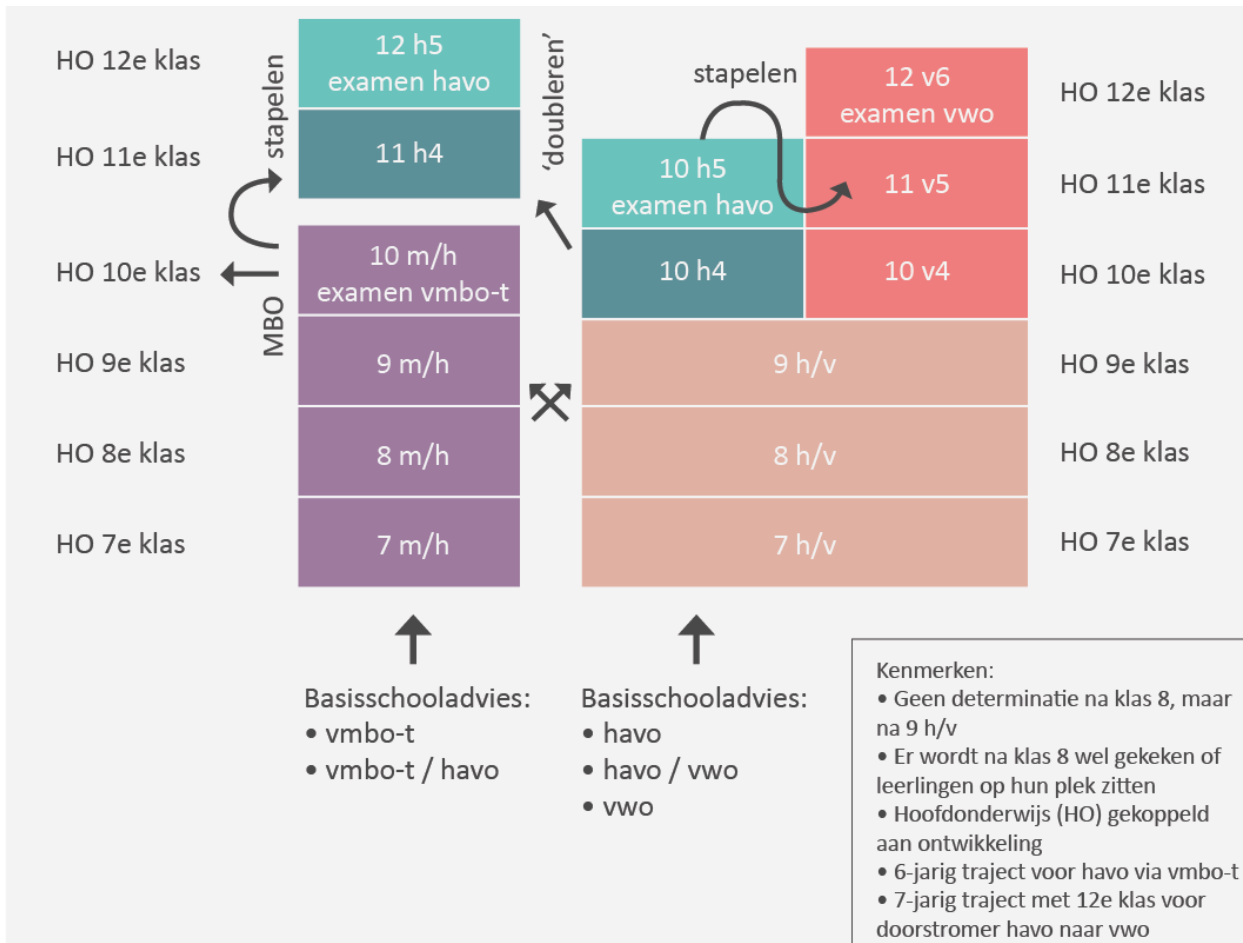 HO 12e klas
HO 11e klas
HO 10e klas
HO 9e klas
HO 8e klas
HO 7e klas
stapelen
MBO
12 h5
examen havo
11 h4
10 m/h
examen vmbo-t
9 m/h
8 m/h
7 m/h
Basisschooladvies:
• vmbo-t
• vmbo-t / havo
‘doubleren’
stapelen
10 h5
examen havo
10 h4
12 v6
examen vwo
11 v5
10 v4
9 h/v
8 h/v
7 h/v
Basisschooladvies:
• havo
• havo / vwo
• vwo
HO 12e klas
HO 11e klas
HO 10e klas
HO 9e klas
HO 8e klas
HO 7e klas
Kenmerken:
• Geen determinatie na klas 8, maar
na 9 h/v
• Er wordt na klas 8 wel gekeken of
leerlingen op hun plek zitten
• Hoofdonderwijs (HO) gekoppeld
aan ontwikkeling
• 6-jarig traject voor havo via vmbo-t
• 7-jarig traject met 12e klas voor
doorstromer havo naar vwo